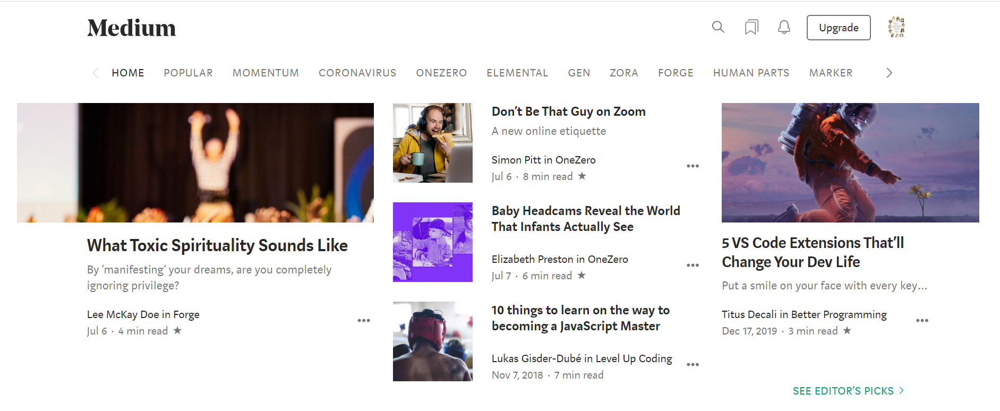 Medium
Upgrade
HOME POPULAR MOMENTUM CORONAVIRUS ONEZERO ELEMENTAL GEN ZORA FORGE HUMAN PARTS MARKER
What Toxic Spirituality Sounds Like
By ’manifesting’ your dreams, are you completely
ignoring privilege?
Lee McKay Doe in Forge
Jul 6 · 4 min read ★
Don’t Be That Guy on Zoom
A new online etiquette
Simon Pitt in OneZero
Jul 6 · 8 min read ★
Baby Headcams Reveal the World
That Infants Actually See
Elizabeth Preston in OneZero
Jul 7 · 6 min read ★
10 things to learn on the way to
becoming a JavaScript Master
Lukas Gisder-Dubé in Level Up Coding
Nov 7, 2018 · 7 min read
5 VS Code Extensions That’ll
Change Your Dev Life
Put a smile on your face with every key…
Titus Decali in Better Programming
Dec 17, 2019 · 3 min read ★
SEE EDITOR’S PICKS